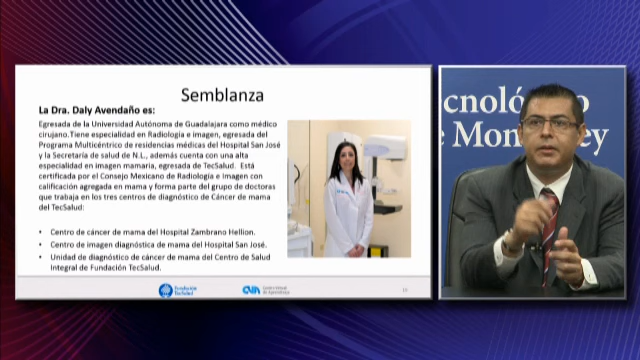 Semblanza
La Dra. Daly Avendaño es:
Egresada de la Universidad Autónoma de Guadalajara como médico
cirujano.Tiene especialidad en Radiología e imagen, egresada del
Programa Multicéntrico de residencias médicas del Hospital San José
y la Secretaría de salud de N.L., además cuenta con una alta
especialidad en imagen mamaria, egresada de TecSalud. Está
certificada por el Consejo Mexicano de Radiología e Imagen con
calificación agregada en mama y forma parte del grupo de doctoras
que trabaja en los tres centros de diagnóstico de Cáncer de mama
del TecSalud:
• Centro de cáncer de mama del Hospital Zambrano Hellion.
• Centro de imagen diagnóstica de mama del Hospital San José.
• Unidad de diagnóstico de cáncer de mama del Centro de Salud
Integral de Fundación TecSalud.
Fundación
TecSalud
cnológico
e Mon rey